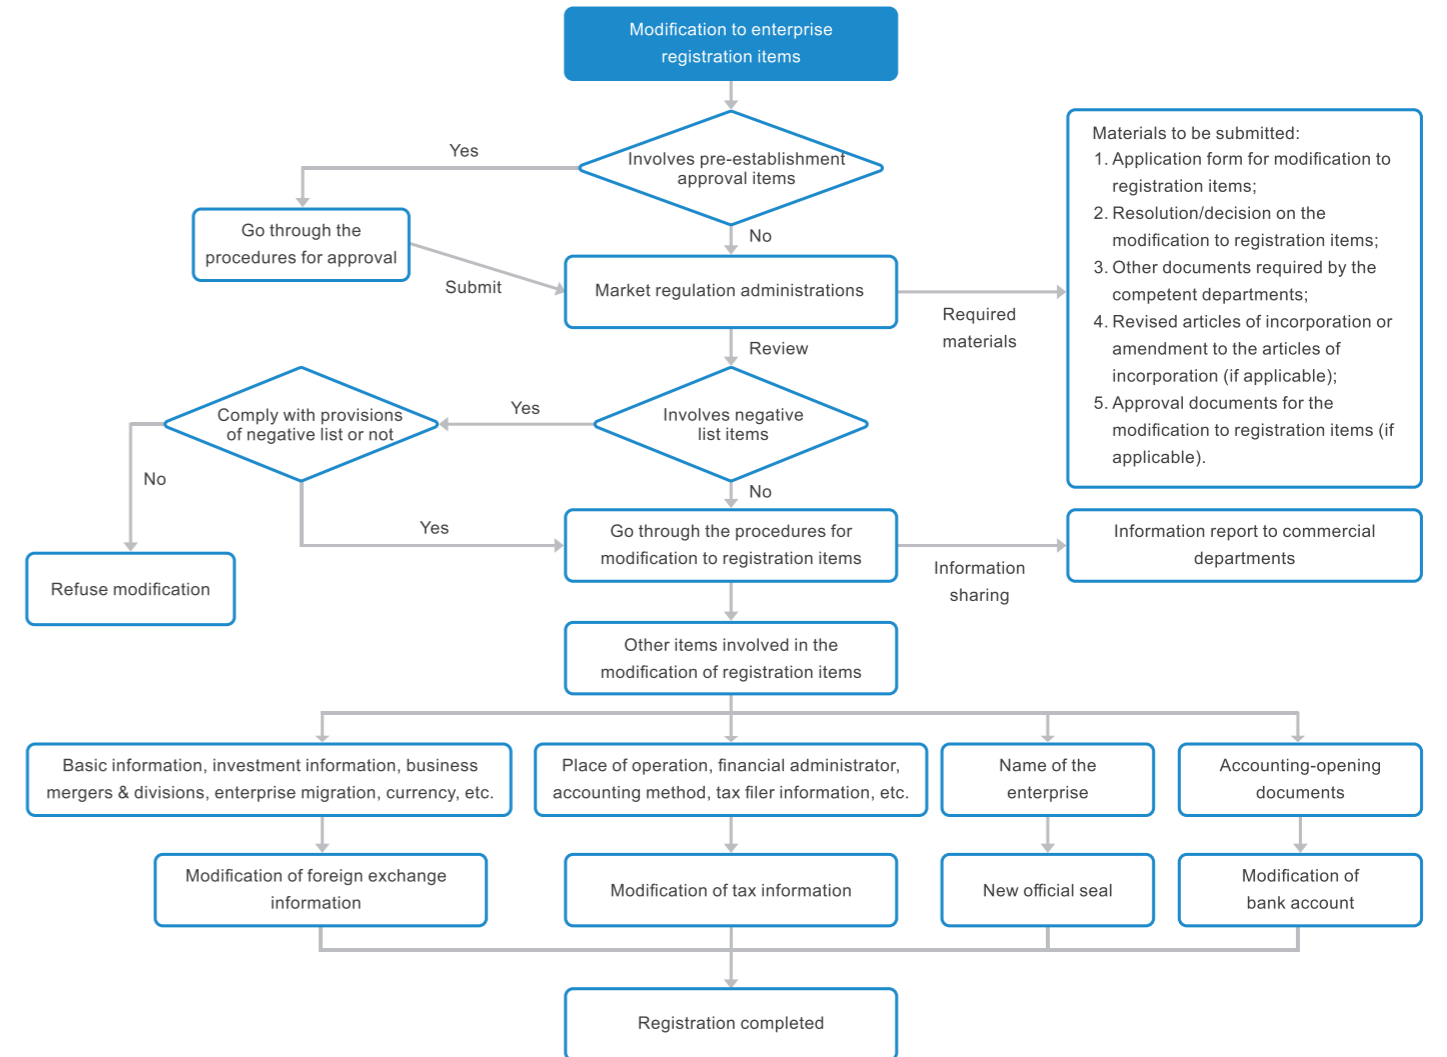 Modification to enterprise
registration items
Involves pre-establishment
approval items
Yes
No
Go through the
procedures for approval
Submit
Market regulation administrations
Required
materials
Materials to be submitted:
1. Application form for modification to
registration items;
2. Resolution/decision on the
modification to registration items;
3. Other documents required by the
competent departments;
4. Revised articles of incorporation or
amendment to the articles of
incorporation (if applicable);
5. Approval documents for the
modification to registration items (if
applicable).
Review
Involves negative
list items
Yes
Comply with provisions
of negative list or not
No
No
Yes
Refuse modification
Go through the procedures for
modification to registration items
Information
sharing
Information report to commercial
departments
Other items involved in the
modification of registration items
Basic information, investment information, business
mergers & divisions, enterprise migration, currency, etc.
Place of operation, financial administrator,
accounting method, tax filer information, etc.
Name of the
enterprise
Accounting-opening
documents
Modification of foreign exchange
information
Modification of tax information
New official seal
Modification of
bank account
Registration completed